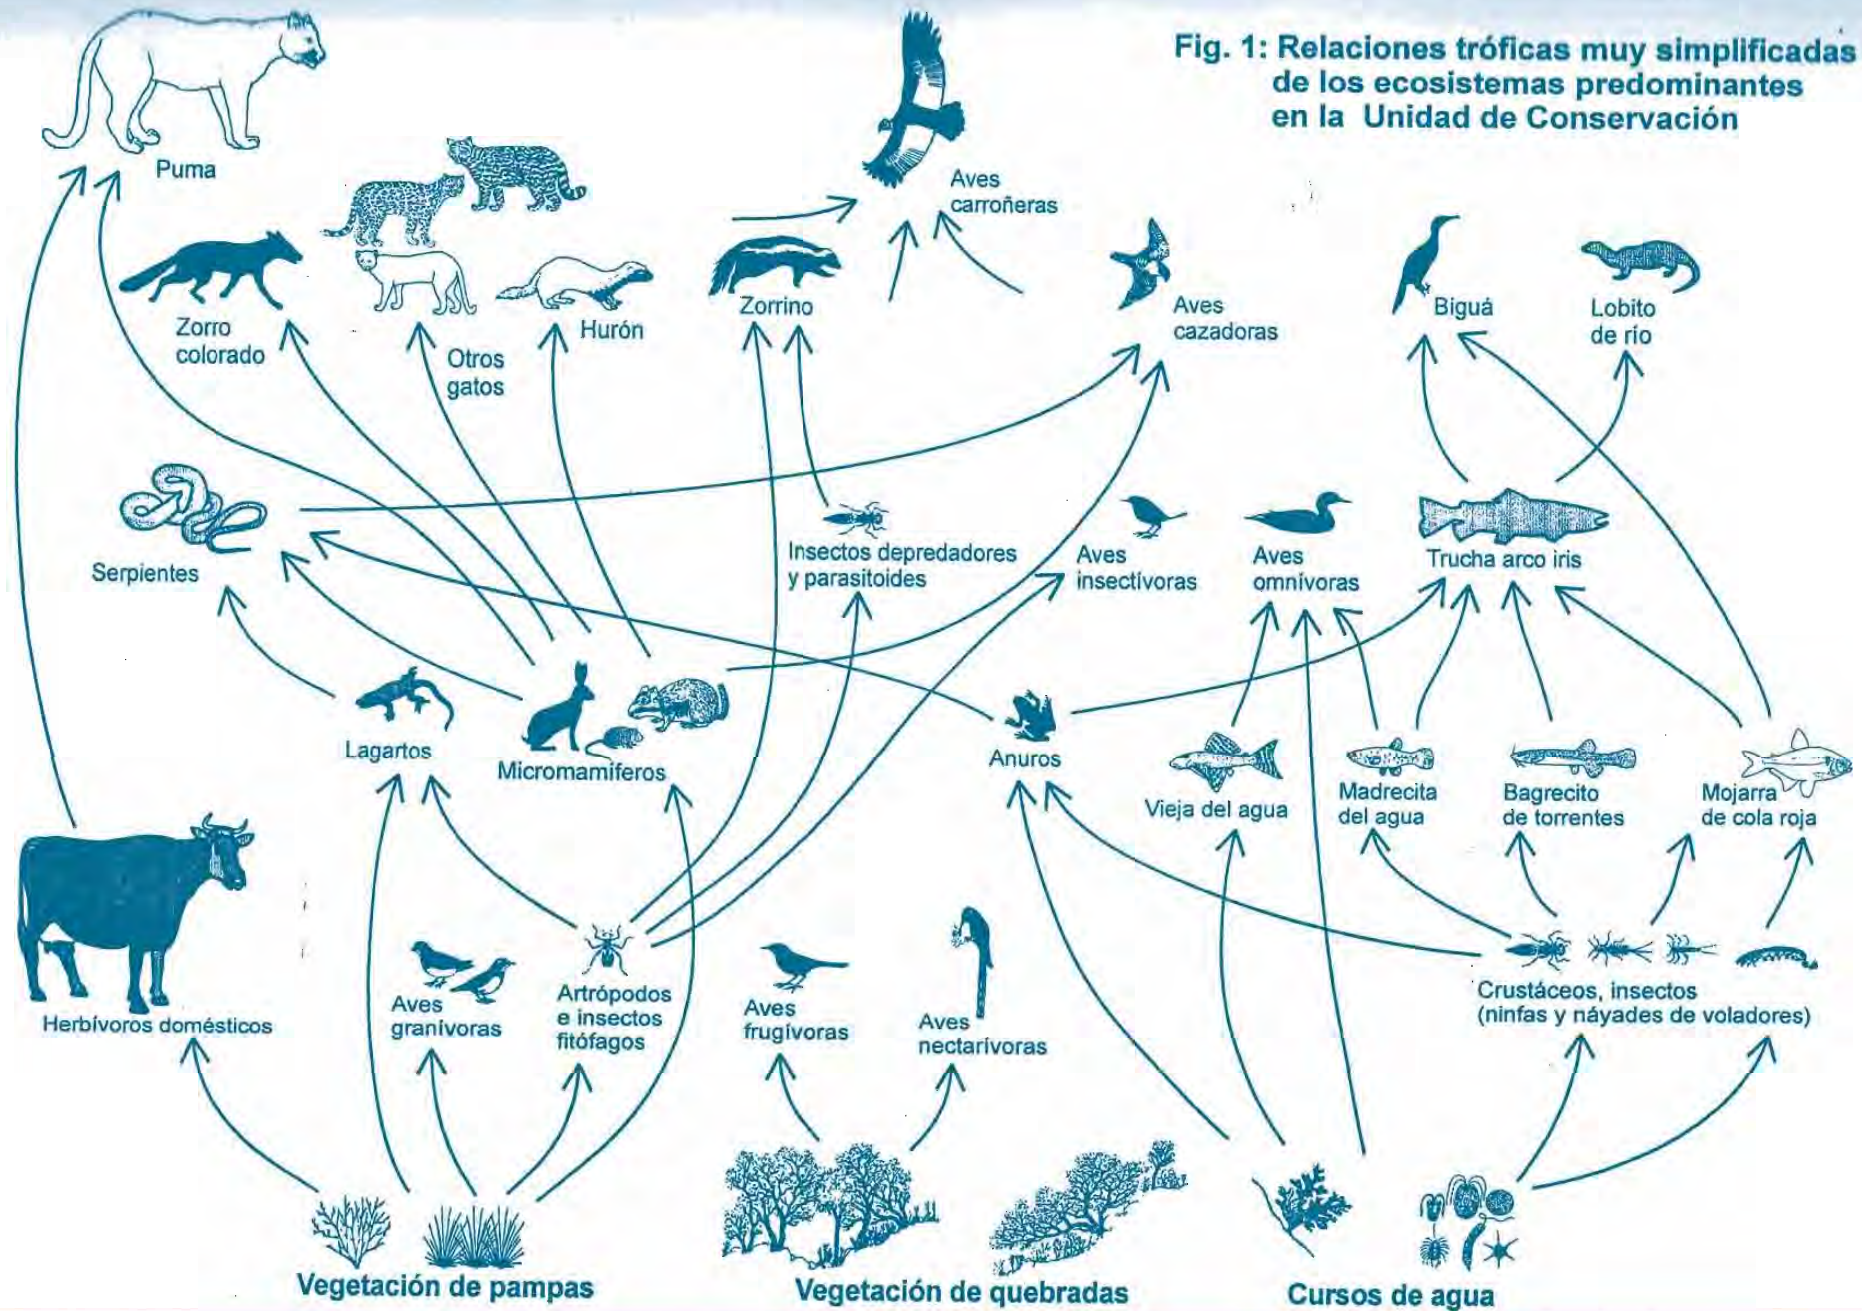 Fig. 1: Relaciones tróficas muy simplificadas
de los ecosistemas predominantes
en la Unidad de Conservación
Puma
Aves
carroñeras
Zorro
colorado
Otros
gatos
Hurón
Zorrino
Aves
cazadoras
Biguá
Lobito
de río
Serpientes
Insectos depredadores
y parasitoides
Aves
insectívoras
Aves
omnívoras
Trucha arco iris
Lagartos
Micromamíferos
Anuros
Vieja del agua
Madrecita
del agua
Bagrecito
de torrentes
Mojarra
de cola roja
Herbívoros domésticos
Aves
granívoras
Artrópodos
e insectos
fitófagos
Aves
frugívoras
Aves
nectarívoras
Crustáceos, insectos
(ninfas y náyades de voladores)
Vegetación de pampas
Vegetación de quebradas
Cursos de agua